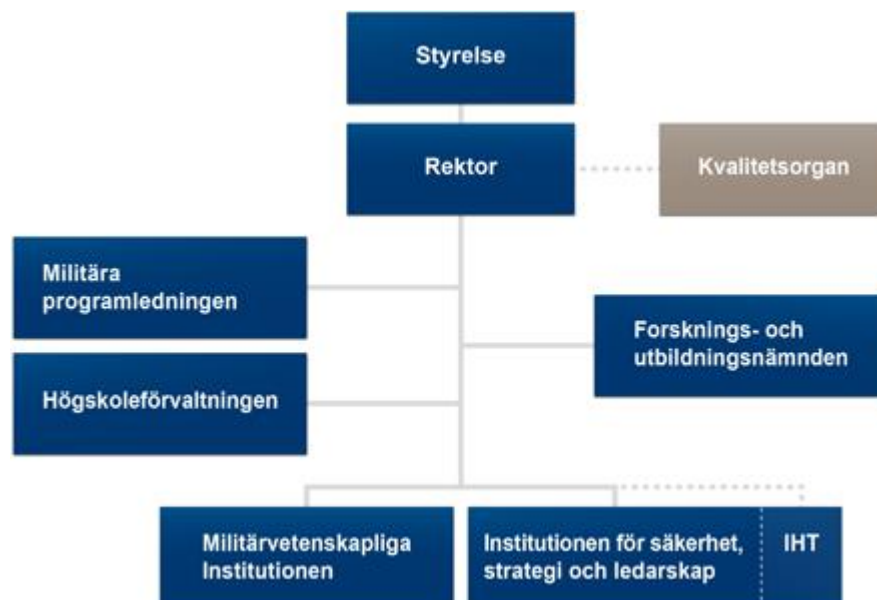 Styrelse
Rektor
Kvalitetsorgan
Militära
programledningen
Forsknings- och
utbildningsnämnden
Högskoleförvaltningen
Militärvetenskapliga
Institutionen
Institutionen för säkerhet,
strategi och ledarskap
IHT